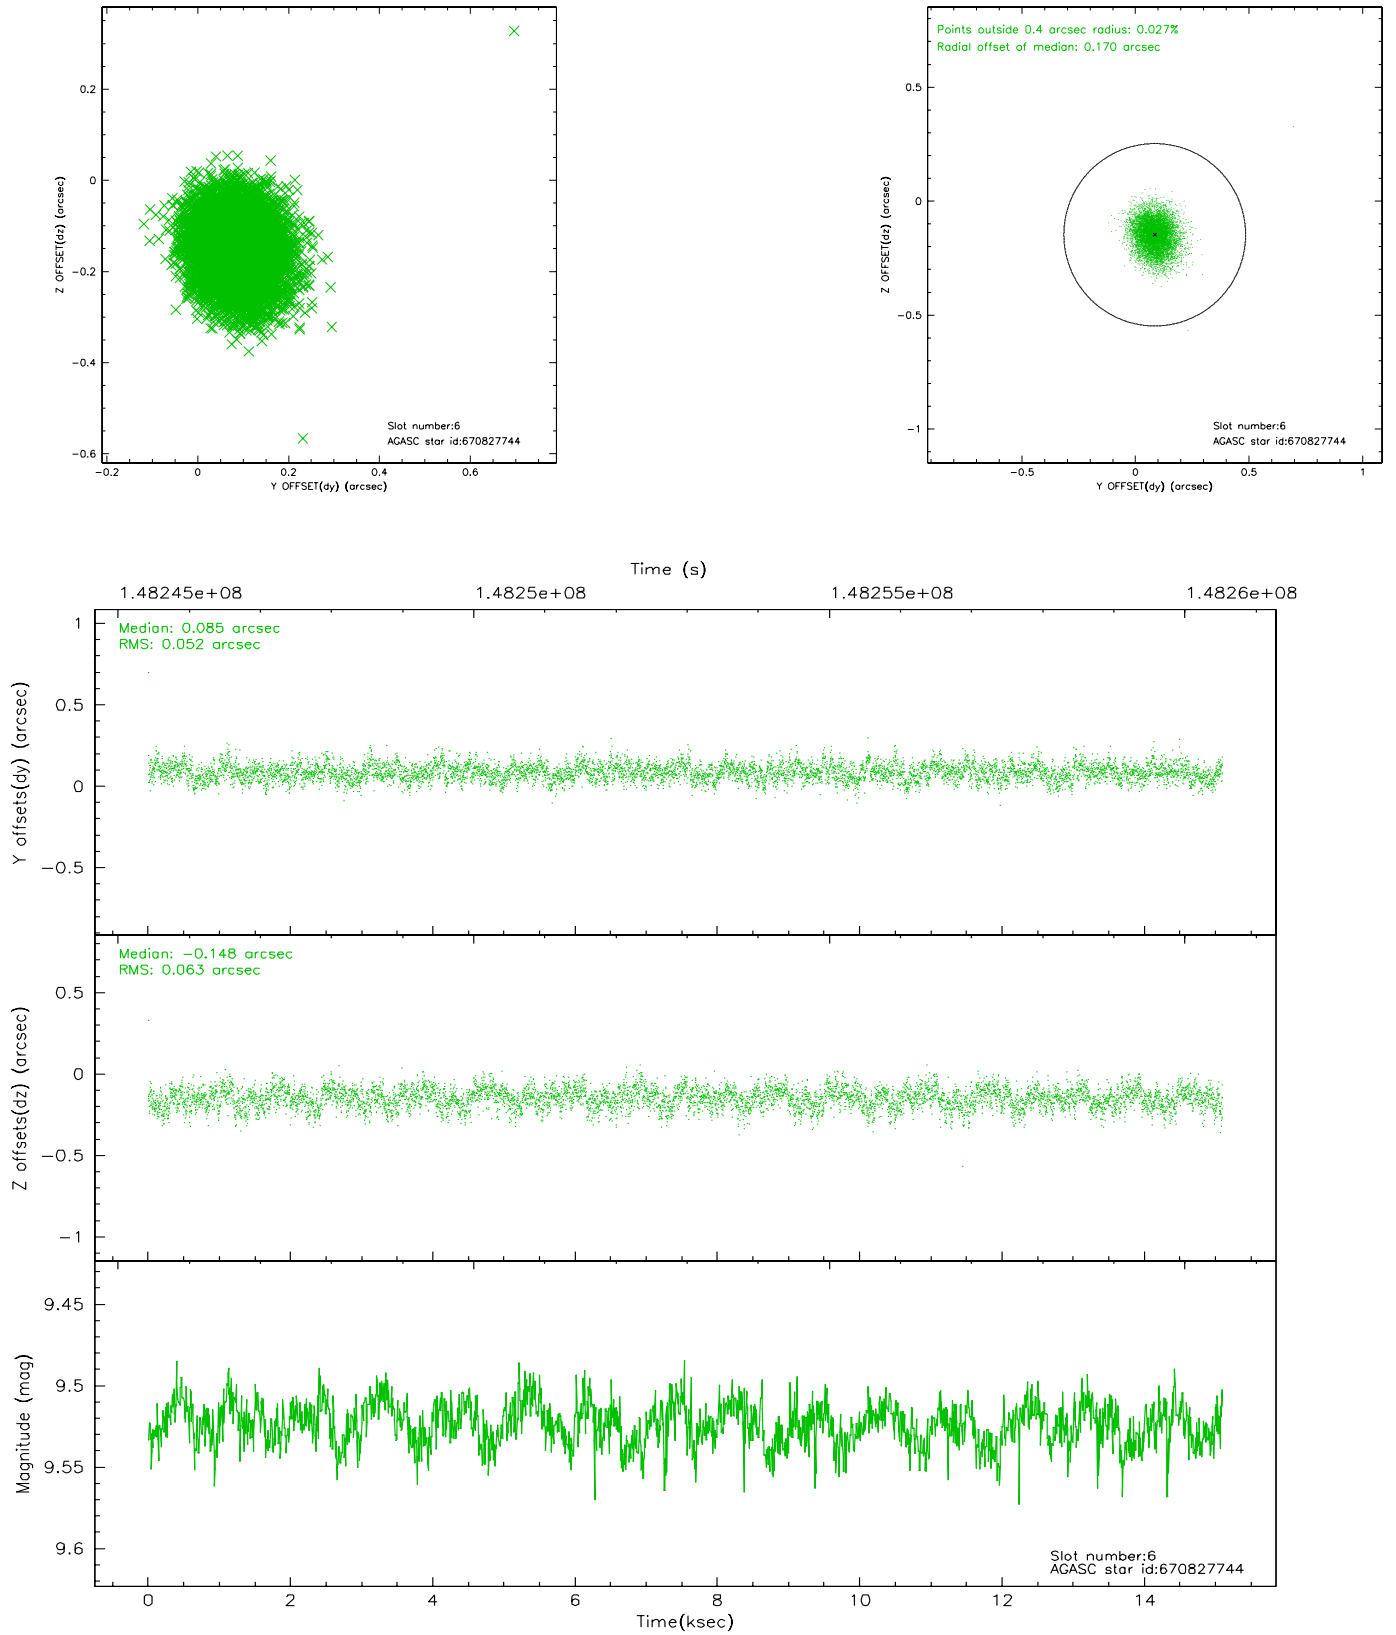 0.2
0
−0.2
−0.4
−0.6
Z OFFSET(dz) (arcsec)
Slot number:6
AGASC star id:670827744
−0.2
0
0.2
0.4
0.6
Y OFFSET(dy) (arcsec)
Points outside 0.4 arcsec radius: 0.027%
Radial offset of median: 0.170 arcsec
0.5
0
−0.5
−1
Z OFFSET(dz) (arcsec)
Slot number:6
AGASC star id:670827744
−0.5
0
0.5
1
Y OFFSET(dy) (arcsec)
Time (s)
1.48245e+08
1.4825e+08
1.48255e+08
1.4826e+08
Median: 0.085 arcsec
RMS: 0.052 arcsec
1
0.5
0
−0.5
Y offsets(dy) (arcsec)
Median: −0.148 arcsec
RMS: 0.063 arcsec
0.5
0
−0.5
−1
Z offsets(dz) (arcsec)
9.45
9.5
9.55
9.6
Magnitude (mag)
Slot number:6
AGASC star id:670827744
0
2
4
6
8
10
12
14
Time(ksec)